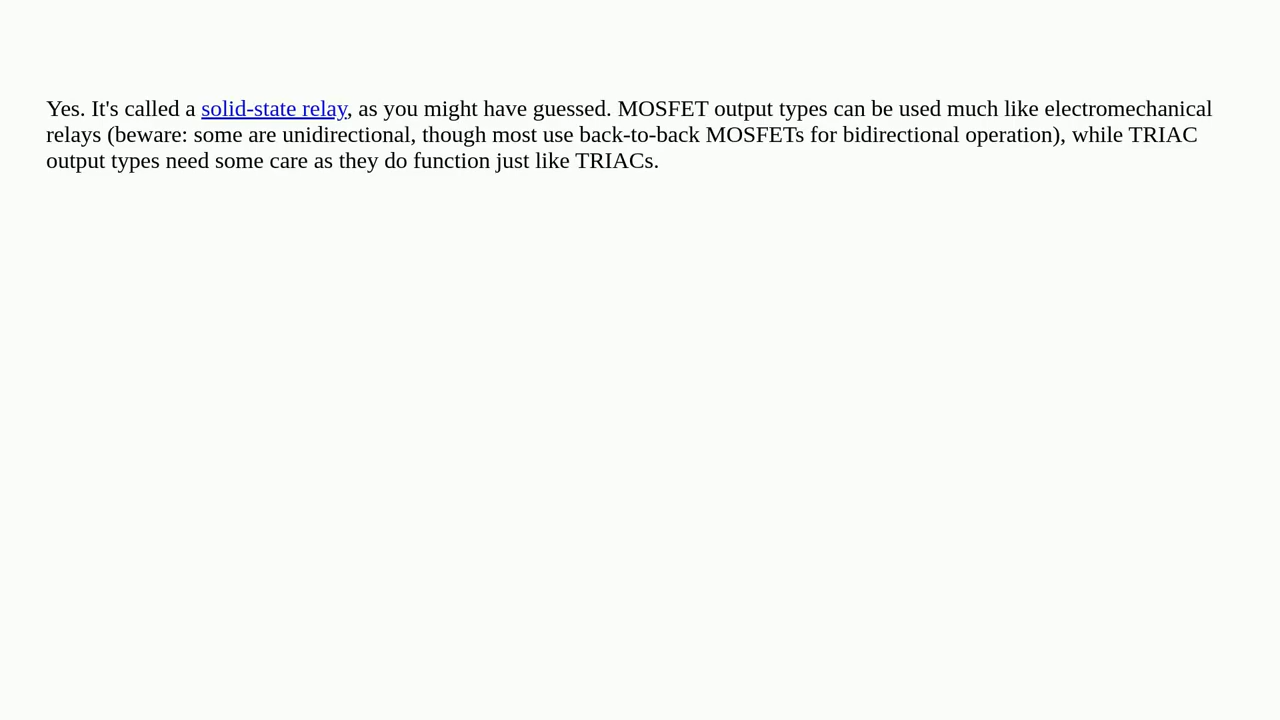 Yes. It's called a solid-state relay, as you might have guessed. MOSFET output types can be used much like electromechanical
relays (beware: some are unidirectional, though most use back-to-back MOSFETs for bidirectional operation), while TRIAC
output types need some care as they do function just like TRIACs.